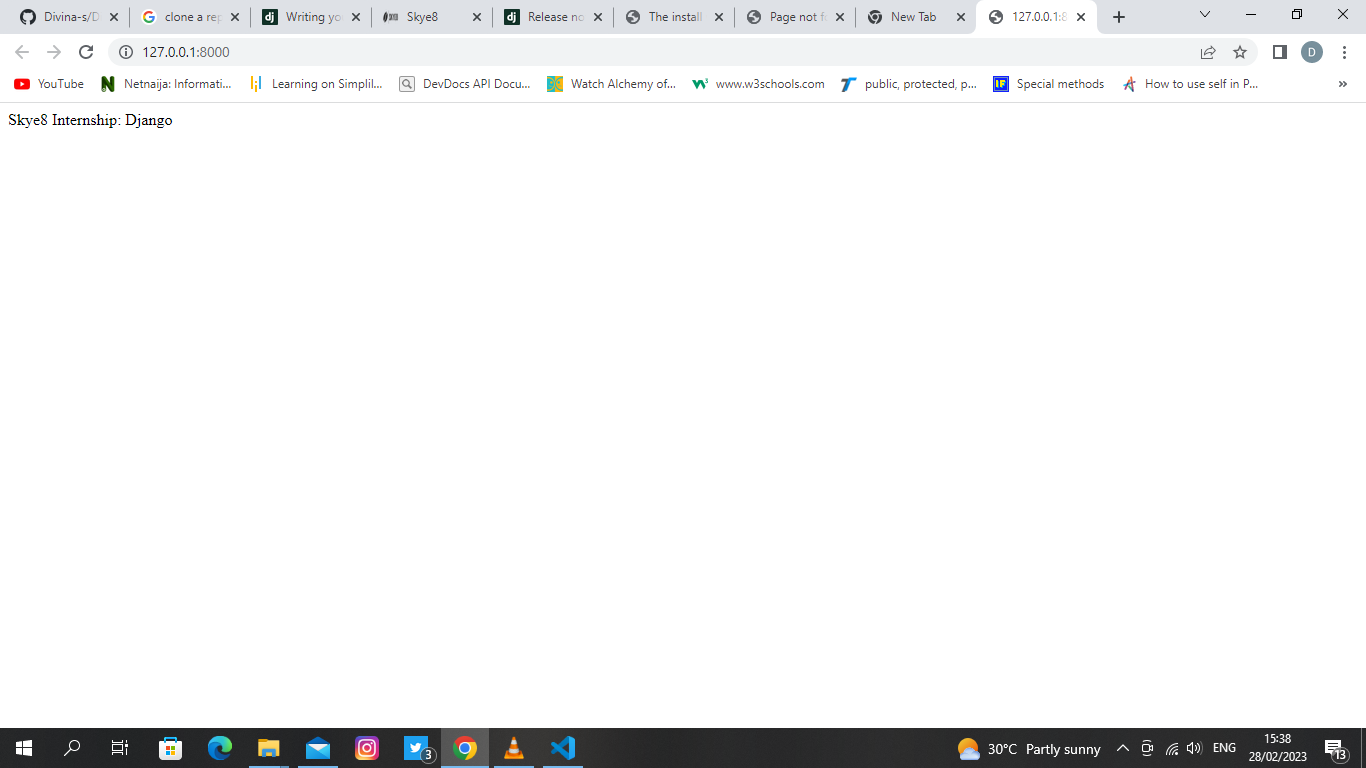 Divina-s/D
clone a rep
Writing yo
Skye8
Release no
The install
Page not f
New Tab
127.0.0.1:8
127.0.0.1:8000
D
YouTube
Netnaija: Informati...
Learning on Simplil...
DevDocs API Docu...
Watch Alchemy of...
www.w3schools.com
public, protected, p...
Special methods
How to use self in P...
Skye8 Internship: Django
3
30°C Partly sunny
ENG
15:38
28/02/2023
13